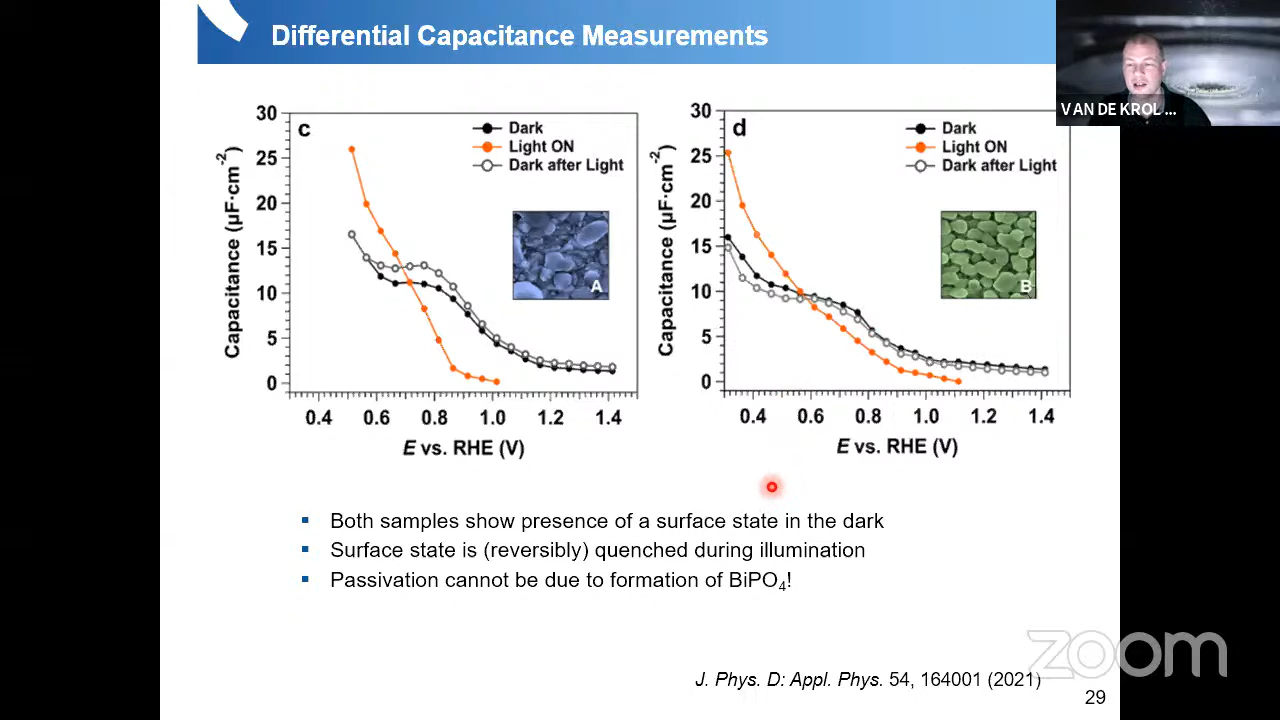 Differential Capacitance Measurements
VAN DE KROL ...
c
Dark
Light ON
Dark after Light
Capacitance (µF·cm⁻²)
30
25
20
15
10
5
0
A
0.4 0.6 0.8 1.0 1.2 1.4
E vs. RHE (V)
d
Dark
Light ON
Dark after Light
Capacitance (µF·cm⁻²)
30
25
20
15
10
5
0
B
0.4 0.6 0.8 1.0 1.2 1.4
E vs. RHE (V)
▪ Both samples show presence of a surface state in the dark
▪ Surface state is (reversibly) quenched during illumination
▪ Passivation cannot be due to formation of BiPO₄!
zoom
J. Phys. D: Appl. Phys. 54, 164001 (2021)
29